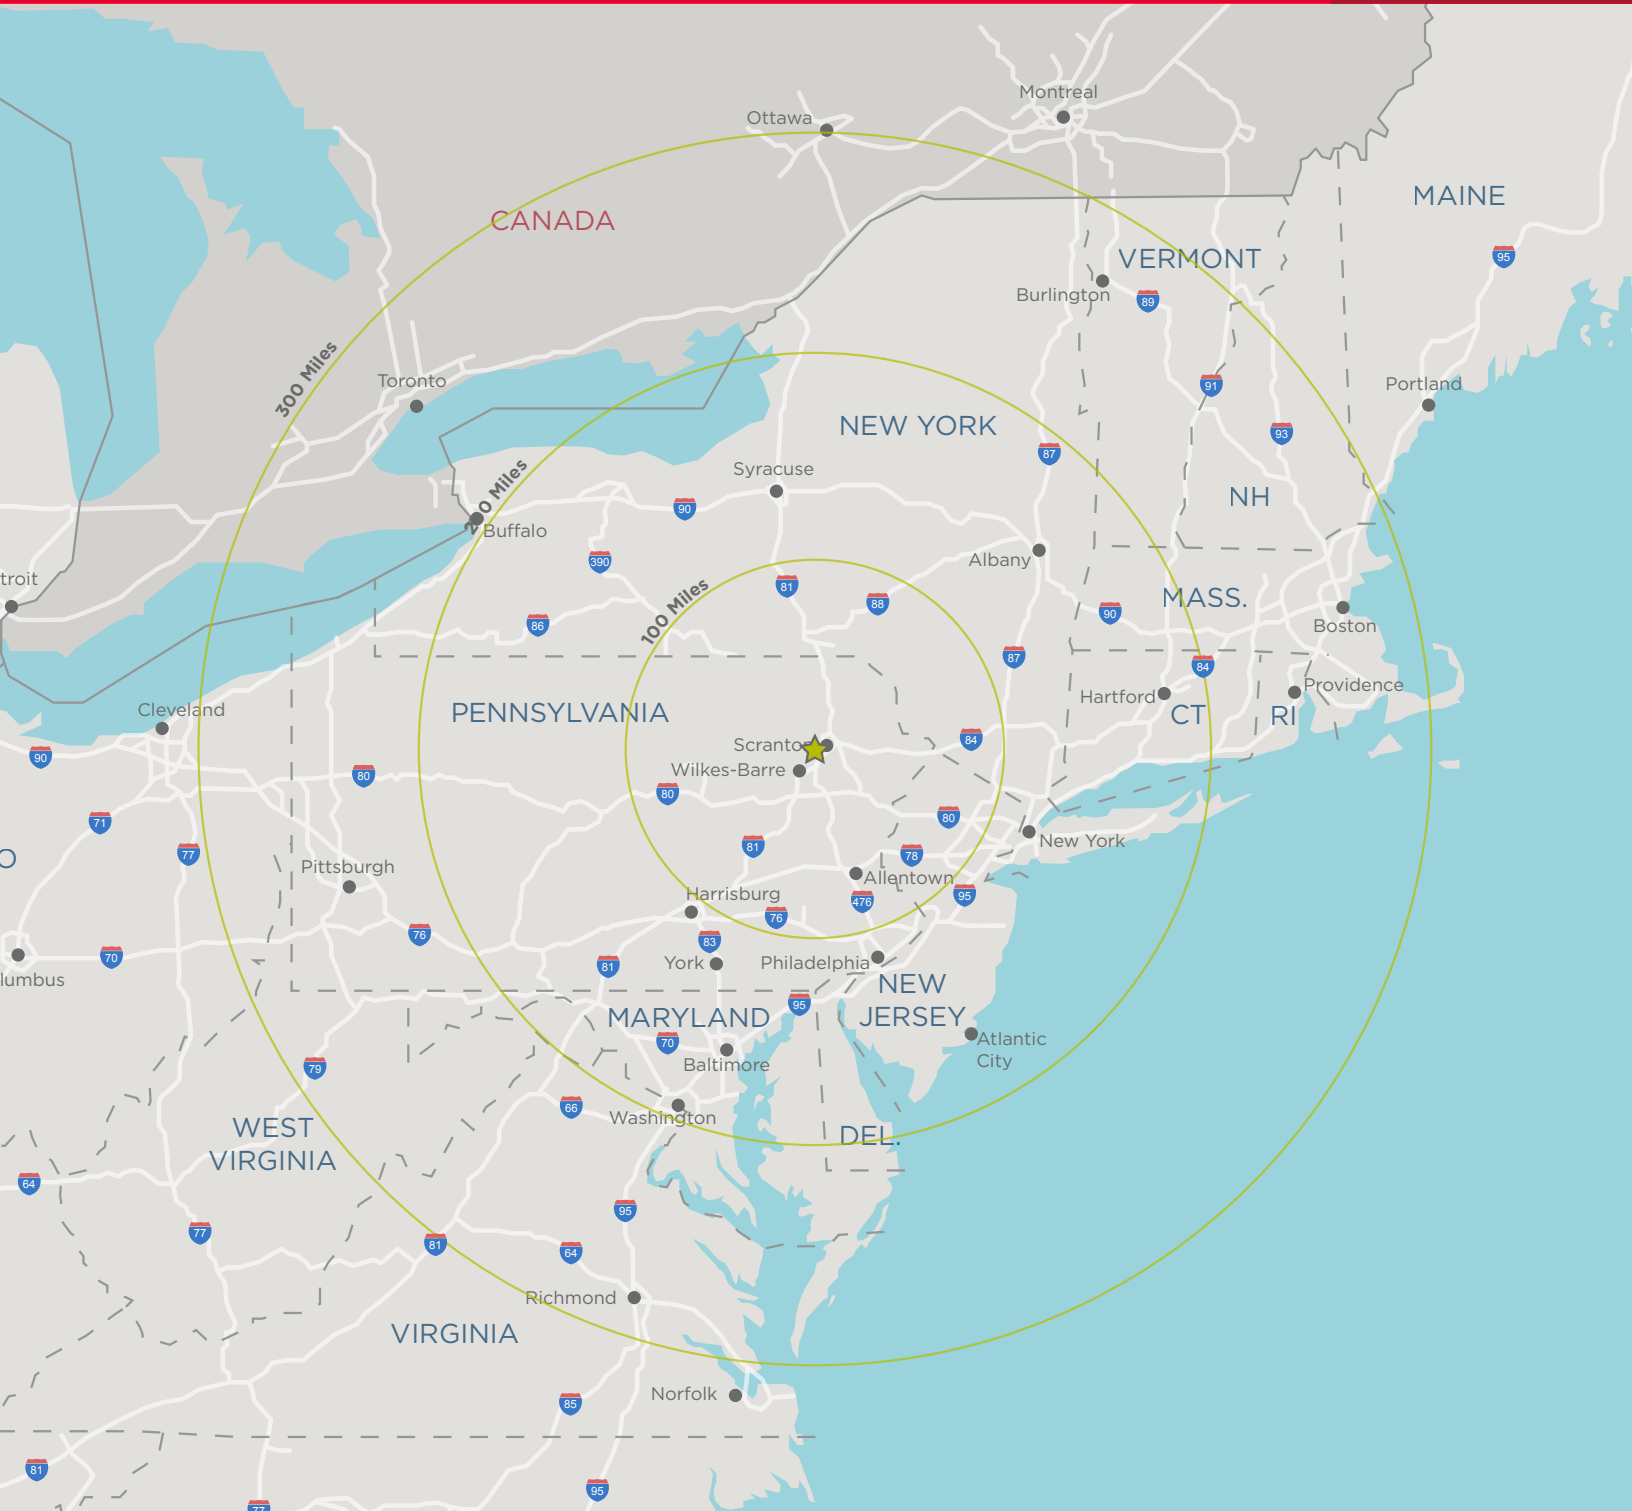 Montreal
Ottawa
MAINE
CANADA
95
VERMONT
Burlington
89
300 Miles
Toronto
91
Portland
NEW YORK
93
87
Syracuse
NH
90
Buffalo
390
Albany
troit
81
88
100 Miles
MASS.
90
86
Boston
87
84
Providence
Hartford
CT
RI
PENNSYLVANIA
Cleveland
84
Scranton
90
80
Wilkes-Barre
80
71
80
77
81
78
New York
O
Pittsburgh
Allentown
Harrisburg
476
95
76
76
83
70
81
York
Philadelphia
lumbus
NEW
JERSEY
95
MARYLAND
70
Atlantic
City
Baltimore
79
66
Washington
WEST
VIRGINIA
DEL.
64
95
77
81
64
Richmond
VIRGINIA
Norfolk
85
81
95
77